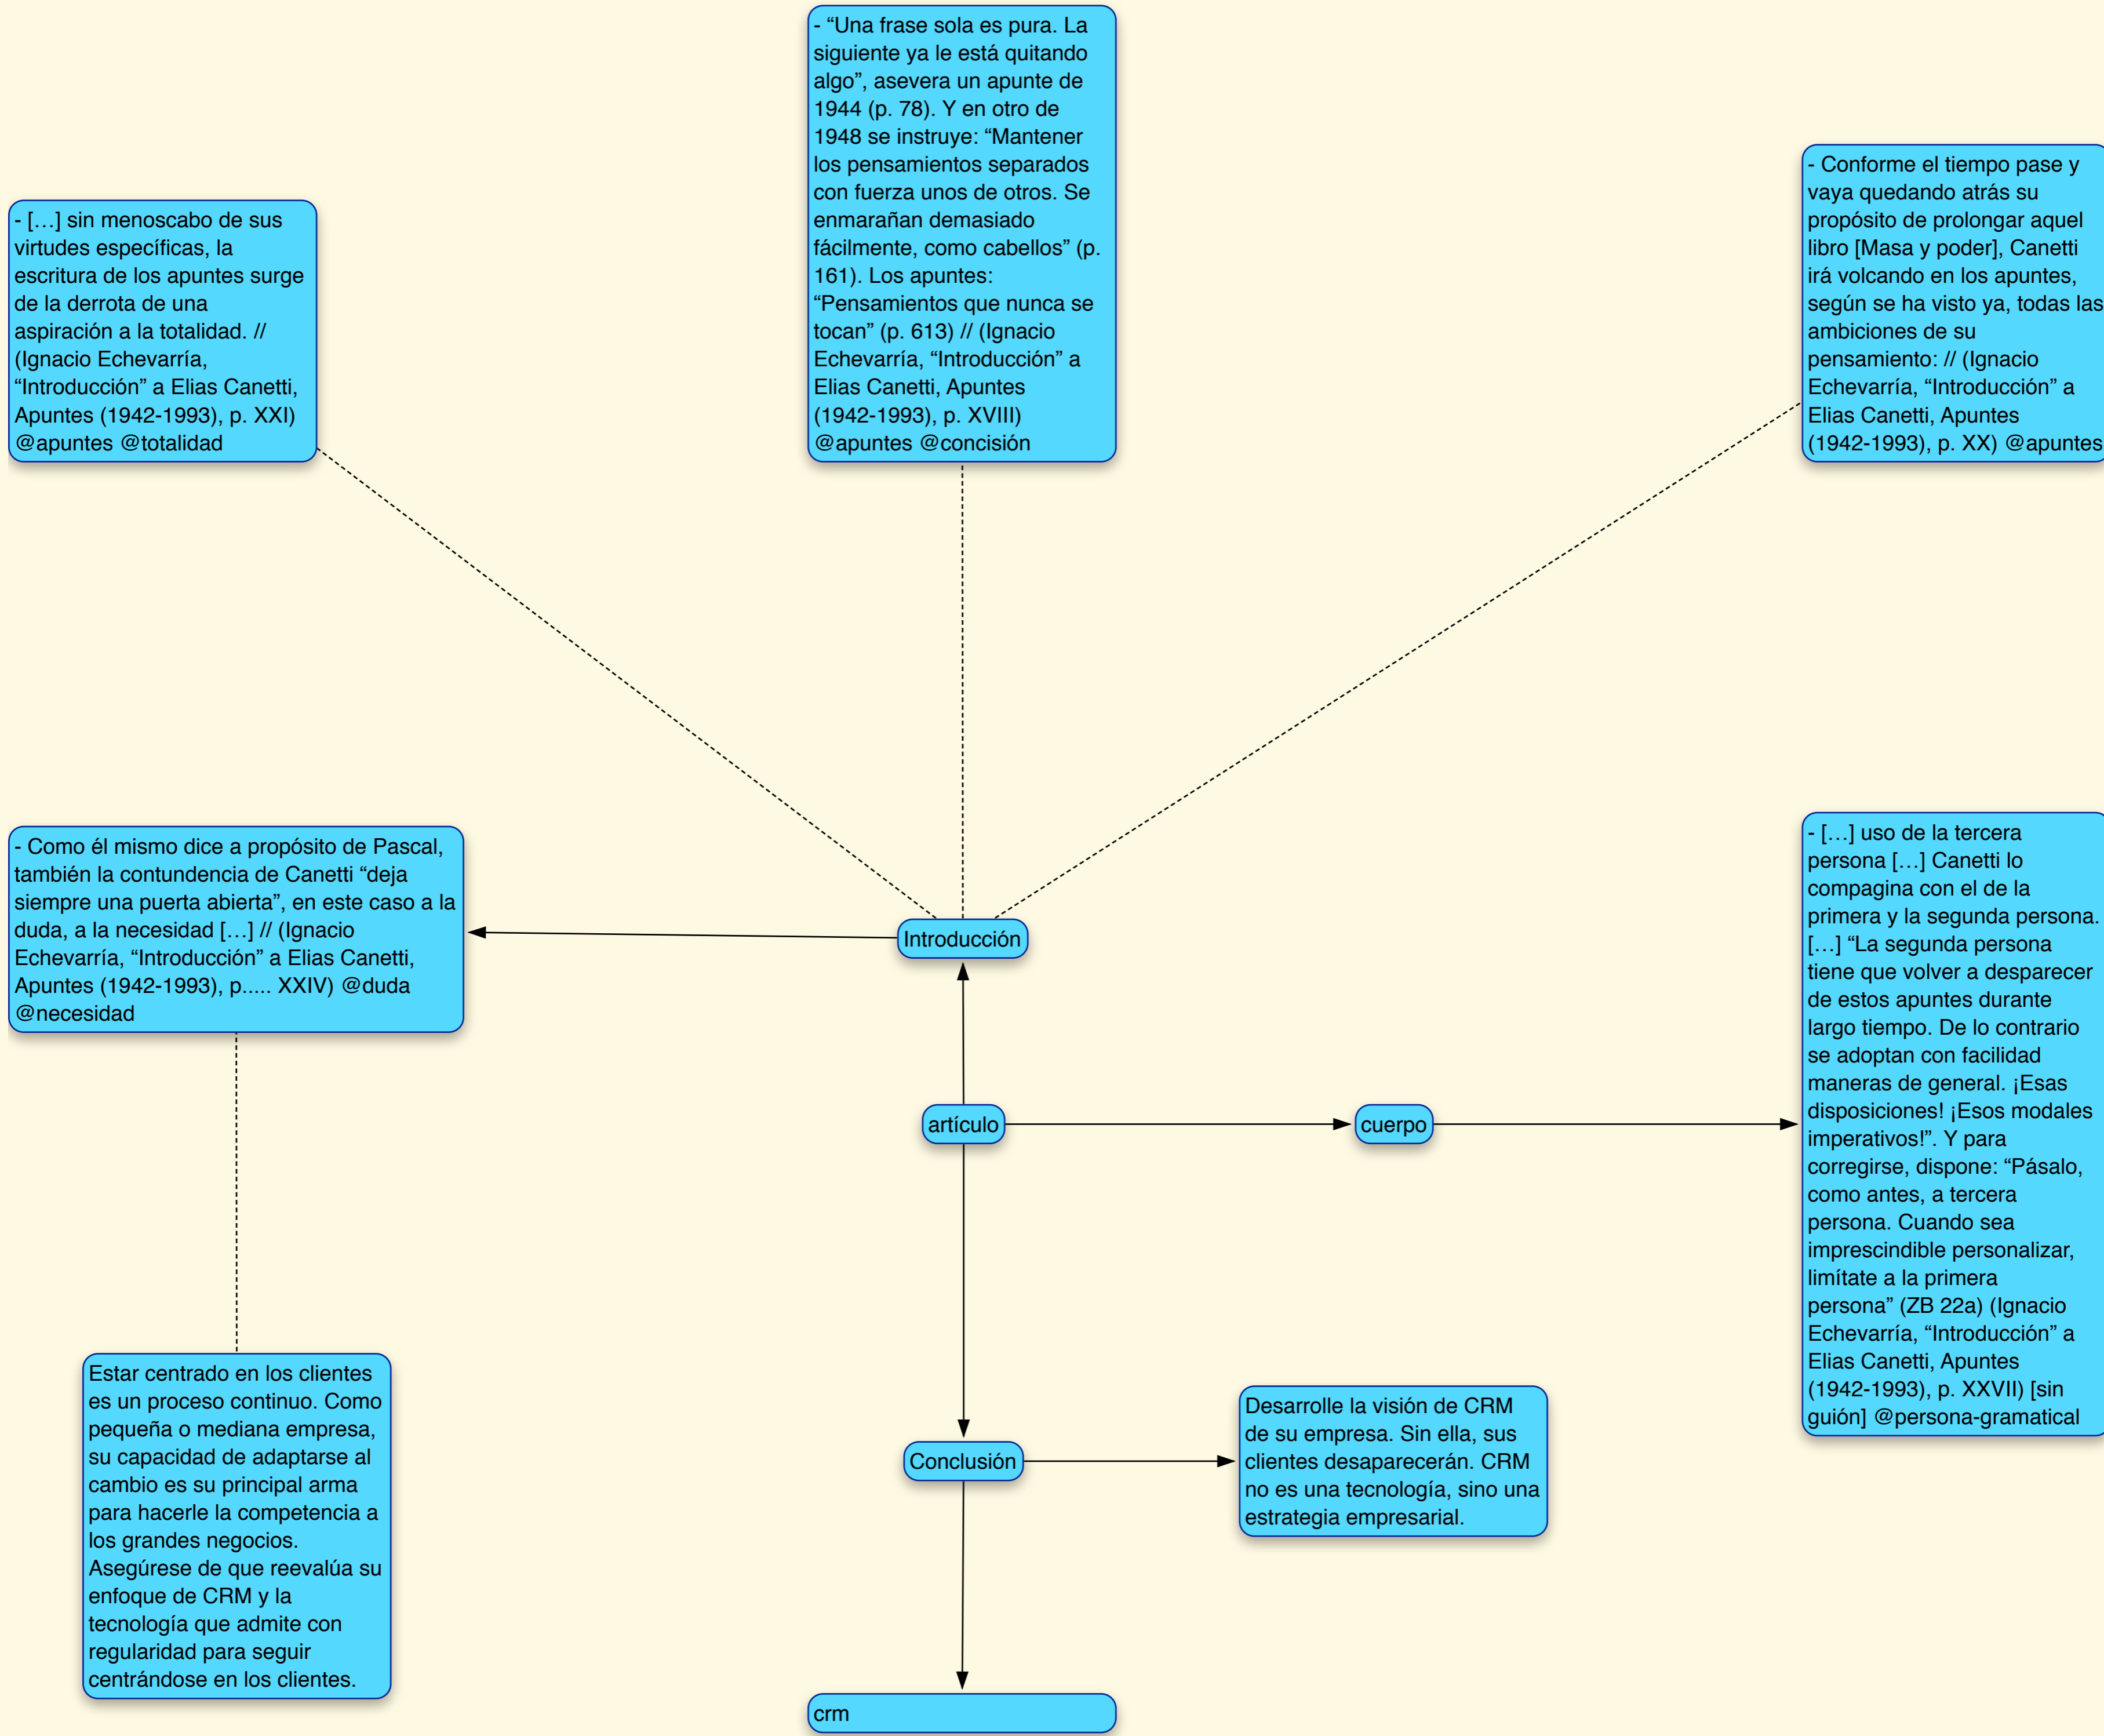 - “Una frase sola es pura. La
siguiente ya le está quitando
algo”, asevera un apunte de
1944 (p. 78). Y en otro de
1948 se instruye: “Mantener
los pensamientos separados
con fuerza unos de otros. Se
enmarañan demasiado
fácilmente, como cabellos” (p.
161). Los apuntes:
“Pensamientos que nunca se
tocan” (p. 613) // (Ignacio
Echevarría, “Introducción” a
Elias Canetti, Apuntes
(1942-1993), p. XVIII)
@apuntes @concisión
- […] sin menoscabo de sus
virtudes específicas, la
escritura de los apuntes surge
de la derrota de una
aspiración a la totalidad. //
(Ignacio Echevarría,
“Introducción” a Elias Canetti,
Apuntes (1942-1993), p. XXI)
@apuntes @totalidad
- Conforme el tiempo pase y
vaya quedando atrás su
propósito de prolongar aquel
libro [Masa y poder], Canetti
irá volcando en los apuntes,
según se ha visto ya, todas las
ambiciones de su
pensamiento: // (Ignacio
Echevarría, “Introducción” a
Elias Canetti, Apuntes
(1942-1993), p. XX) @apuntes
- Como él mismo dice a propósito de Pascal,
también la contundencia de Canetti “deja
siempre una puerta abierta”, en este caso a la
duda, a la necesidad […] // (Ignacio
Echevarría, “Introducción” a Elias Canetti,
Apuntes (1942-1993), p..... XXIV) @duda
@necesidad
Introducción
artículo
cuerpo
- […] uso de la tercera
persona […] Canetti lo
compagina con el de la
primera y la segunda persona.
[…] “La segunda persona
tiene que volver a desparecer
de estos apuntes durante
largo tiempo. De lo contrario
se adoptan con facilidad
maneras de general. ¡Esas
disposiciones! ¡Esos modales
imperativos!”. Y para
corregirse, dispone: “Pásalo,
como antes, a tercera
persona. Cuando sea
imprescindible personalizar,
limítate a la primera
persona” (ZB 22a) (Ignacio
Echevarría, “Introducción” a
Elias Canetti, Apuntes
(1942-1993), p. XXVII) [sin
guión] @persona-gramatical
Estar centrado en los clientes
es un proceso continuo. Como
pequeña o mediana empresa,
su capacidad de adaptarse al
cambio es su principal arma
para hacerle la competencia a
los grandes negocios.
Asegúrese de que reevalúa su
enfoque de CRM y la
tecnología que admite con
regularidad para seguir
centrándose en los clientes.
Conclusión
Desarrolle la visión de CRM
de su empresa. Sin ella, sus
clientes desaparecerán. CRM
no es una tecnología, sino una
estrategia empresarial.
crm